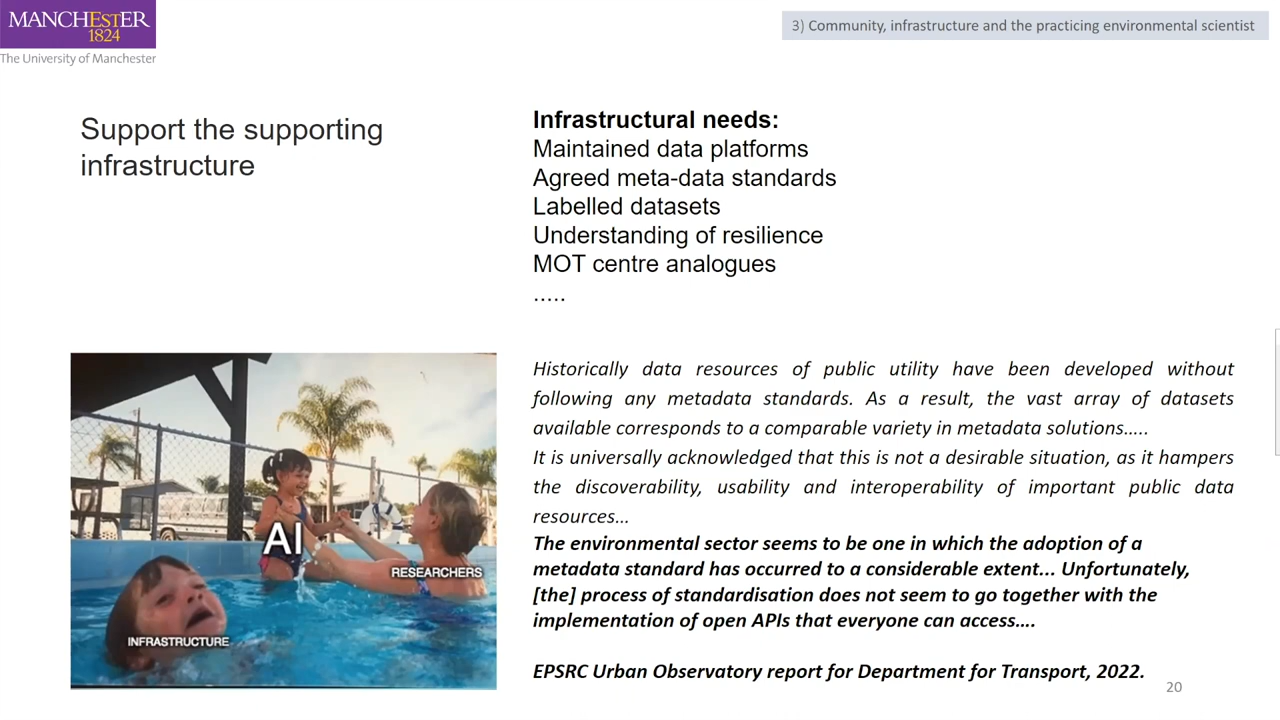 MANCHESTER
1824
The University of Manchester
3) Community, infrastructure and the practicing environmental scientist
Support the supporting
infrastructure
Infrastructural needs:
Maintained data platforms
Agreed meta-data standards
Labelled datasets
Understanding of resilience
MOT centre analogues
.....
Historically data resources of public utility have been developed without
following any metadata standards. As a result, the vast array of datasets
available corresponds to a comparable variety in metadata solutions…..
It is universally acknowledged that this is not a desirable situation, as it hampers
the discoverability, usability and interoperability of important public data
resources…
The environmental sector seems to be one in which the adoption of a
metadata standard has occurred to a considerable extent... Unfortunately,
[the] process of standardisation does not seem to go together with the
implementation of open APIs that everyone can access….
EPSRC Urban Observatory report for Department for Transport, 2022.
AI
RESEARCHERS
INFRASTRUCTURE
20